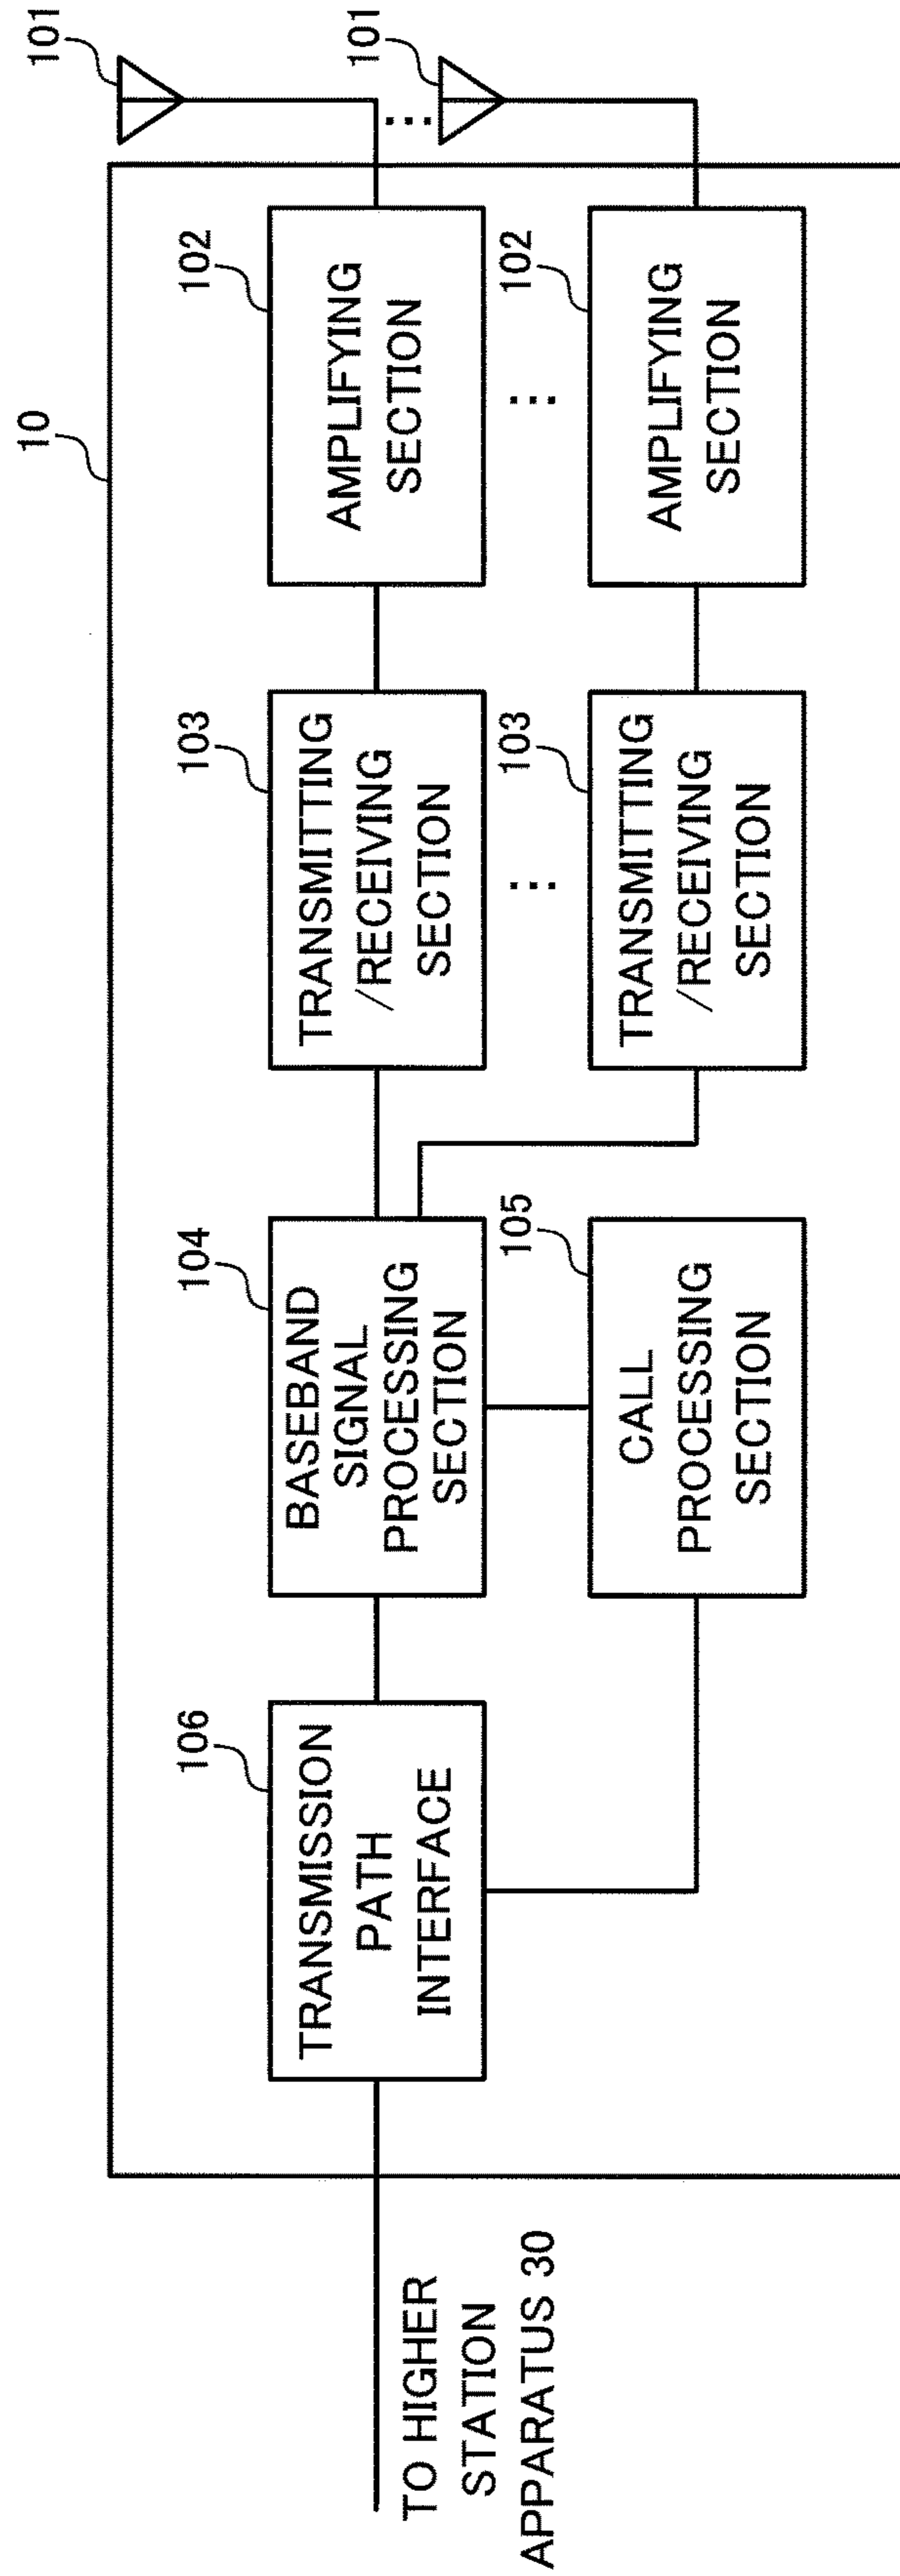 10
101
101
106
TRANSMISSION
PATH
INTERFACE
104
BASEBAND
SIGNAL
PROCESSING
SECTION
103
TRANSMITTING
/RECEIVING
SECTION
102
AMPLIFYING
SECTION
105
CALL
PROCESSING
SECTION
103
TRANSMITTING
/RECEIVING
SECTION
102
AMPLIFYING
SECTION
TO HIGHER
STATION
APPARATUS 30